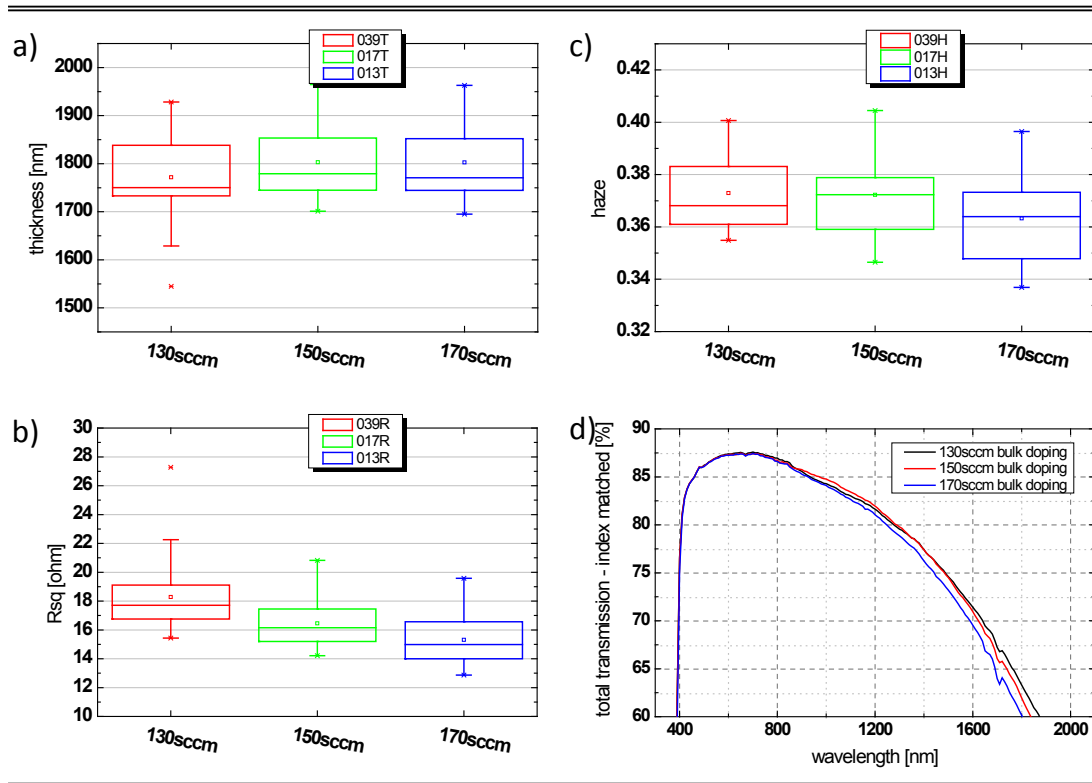 a)
039T
017T
013T
2000
1900
1800
1700
1600
1500
thickness [nm]
130sccm
150sccm
170sccm
c)
039H
017H
013H
0.42
0.40
0.38
0.36
0.34
0.32
haze
130sccm
150sccm
170sccm
b)
039R
017R
013R
30
28
26
24
22
20
18
16
14
12
10
Rsq [ohm]
130sccm
150sccm
170sccm
d)
130sccm bulk doping
150sccm bulk doping
170sccm bulk doping
90
85
80
75
70
65
60
total transmission - index matched [%]
400
800
1200
1600
2000
wavelength [nm]